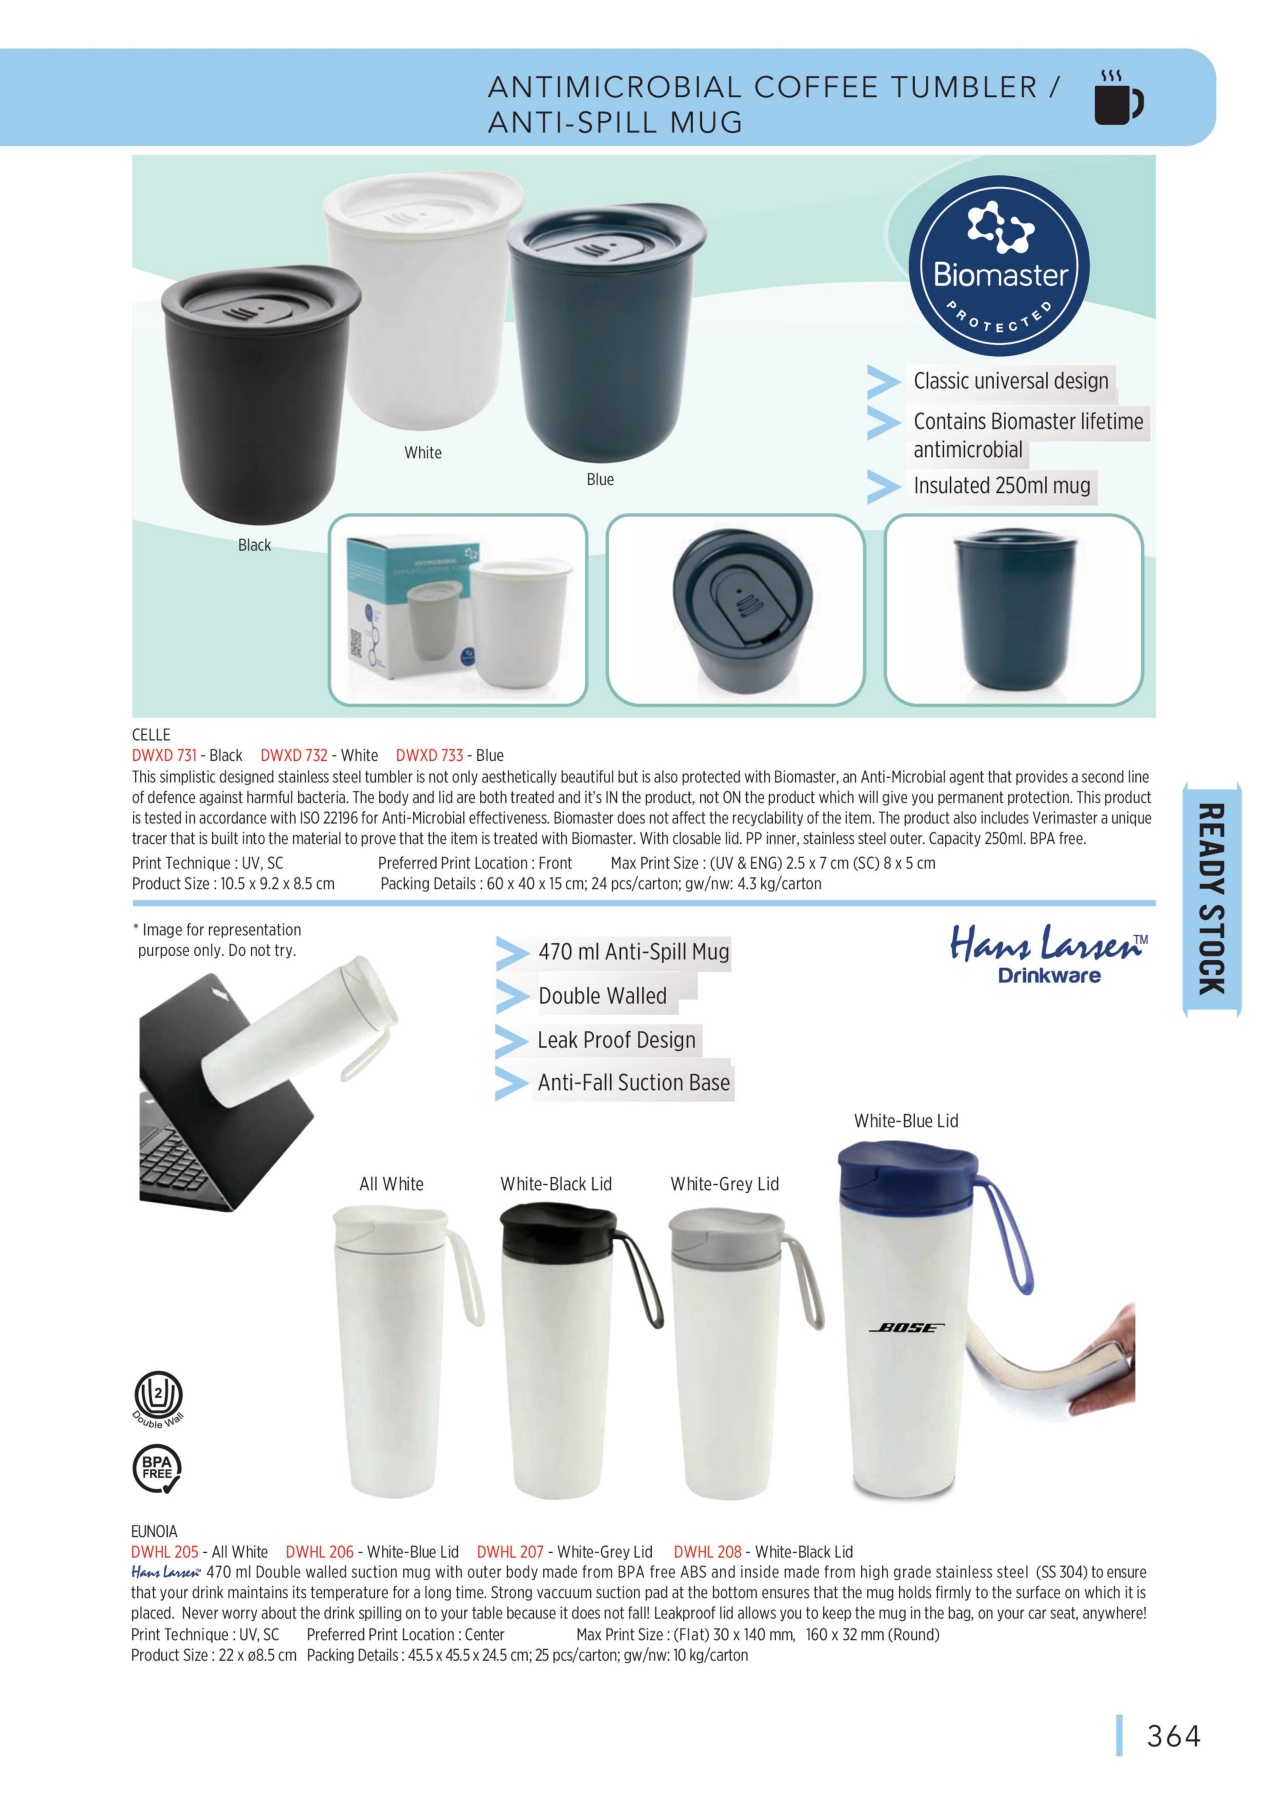 ANTIMICROBIAL COFFEE TUMBLER /
ANTI-SPILL MUG
Biomaster
PROTECTED
Classic universal design
Contains Biomaster lifetime
antimicrobial
Insulated 250ml mug
White
Blue
Black
ANTIMICROBIAL
CELLE
DWXD 731 - Black DWXD 732 - White DWXD 733 - Blue
This simplistic designed stainless steel tumbler is not only aesthetically beautiful but is also protected with Biomaster, an Anti-Microbial agent that provides a second line
of defence against harmful bacteria. The body and lid are both treated and it's IN the product, not ON the product which will give you permanent protection. This product
is tested in accordance with ISO 22196 for Anti-Microbial effectiveness. Biomaster does not affect the recyclability of the item. The product also includes Verimaster a unique
tracer that is built into the material to prove that the item is treated with Biomaster. With closable lid. PP inner, stainless steel outer. Capacity 250ml. BPA free.
Print Technique : UV, SC Preferred Print Location : Front Max Print Size : (UV & ENG) 2.5 x 7 cm (SC) 8 x 5 cm
Product Size : 10.5 x 9.2 x 8.5 cm Packing Details : 60 x 40 x 15 cm; 24 pcs/carton; gw/nw: 4.3 kg/carton
READY STOCK
* Image for representation
purpose only. Do not try.
470 ml Anti-Spill Mug
Double Walled
Leak Proof Design
Anti-Fall Suction Base
Hans Larsen™
Drinkware
White-Blue Lid
All White
White-Black Lid
White-Grey Lid
BOSE
2
Double Wall
BPA
FREE
EUNOIA
DWHL 205 - All White DWHL 206 - White-Blue Lid DWHL 207 - White-Grey Lid DWHL 208 - White-Black Lid
Hans Larsen™ 470 ml Double walled suction mug with outer body made from BPA free ABS and inside made from high grade stainless steel (SS 304) to ensure
that your drink maintains its temperature for a long time. Strong vacuum suction pad at the bottom ensures that the mug holds firmly to the surface on which it is
placed. Never worry about the drink spilling on to your table because it does not fall! Leakproof lid allows you to keep the mug in the bag, on your car seat, anywhere!
Print Technique : UV, SC Preferred Print Location : Center Max Print Size : (Flat) 30 x 140 mm, 160 x 32 mm (Round)
Product Size : 22 x ø8.5 cm Packing Details : 45.5 x 45.5 x 24.5 cm; 25 pcs/carton; gw/nw: 10 kg/carton
364